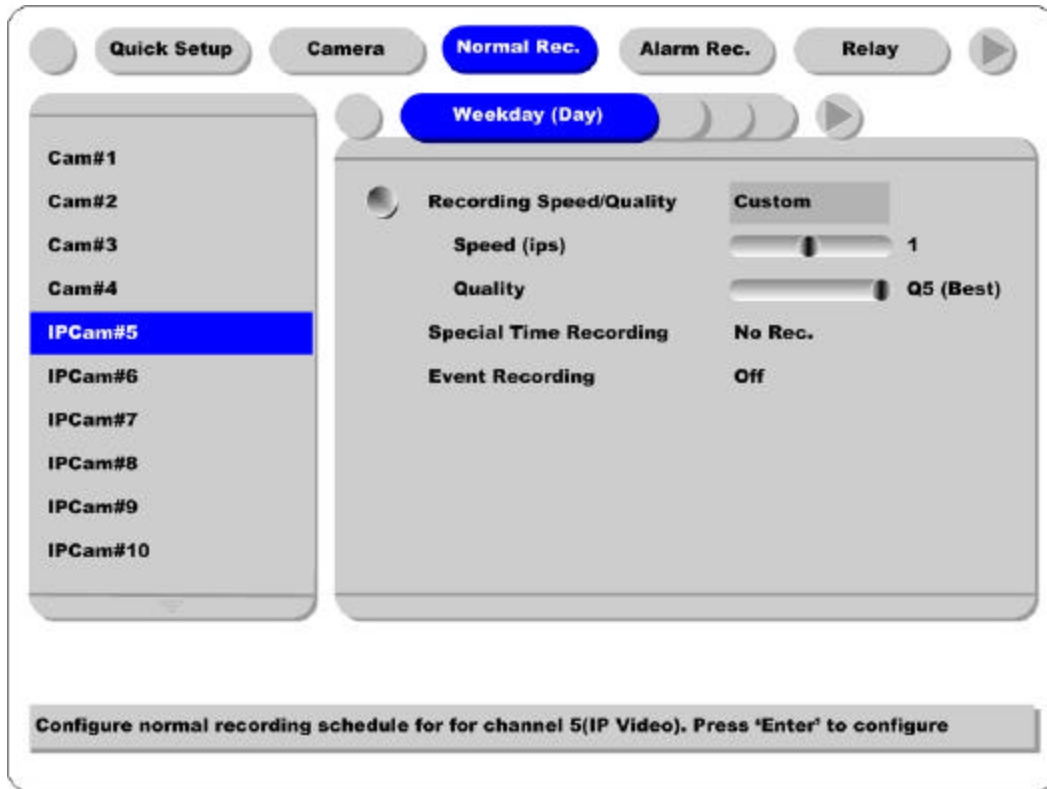 Quick Setup Camera Normal Rec. Alarm Rec. Relay
Weekday (Day)
Cam#1
Cam#2
Cam#3
Cam#4
IPCam#5
IPCam#6
IPCam#7
IPCam#8
IPCam#9
IPCam#10
Recording Speed/Quality Custom
Speed (ips) 1
Quality Q5 (Best)
Special Time Recording No Rec.
Event Recording Off
Configure normal recording schedule for for channel 5(IP Video). Press ‘Enter’ to configure